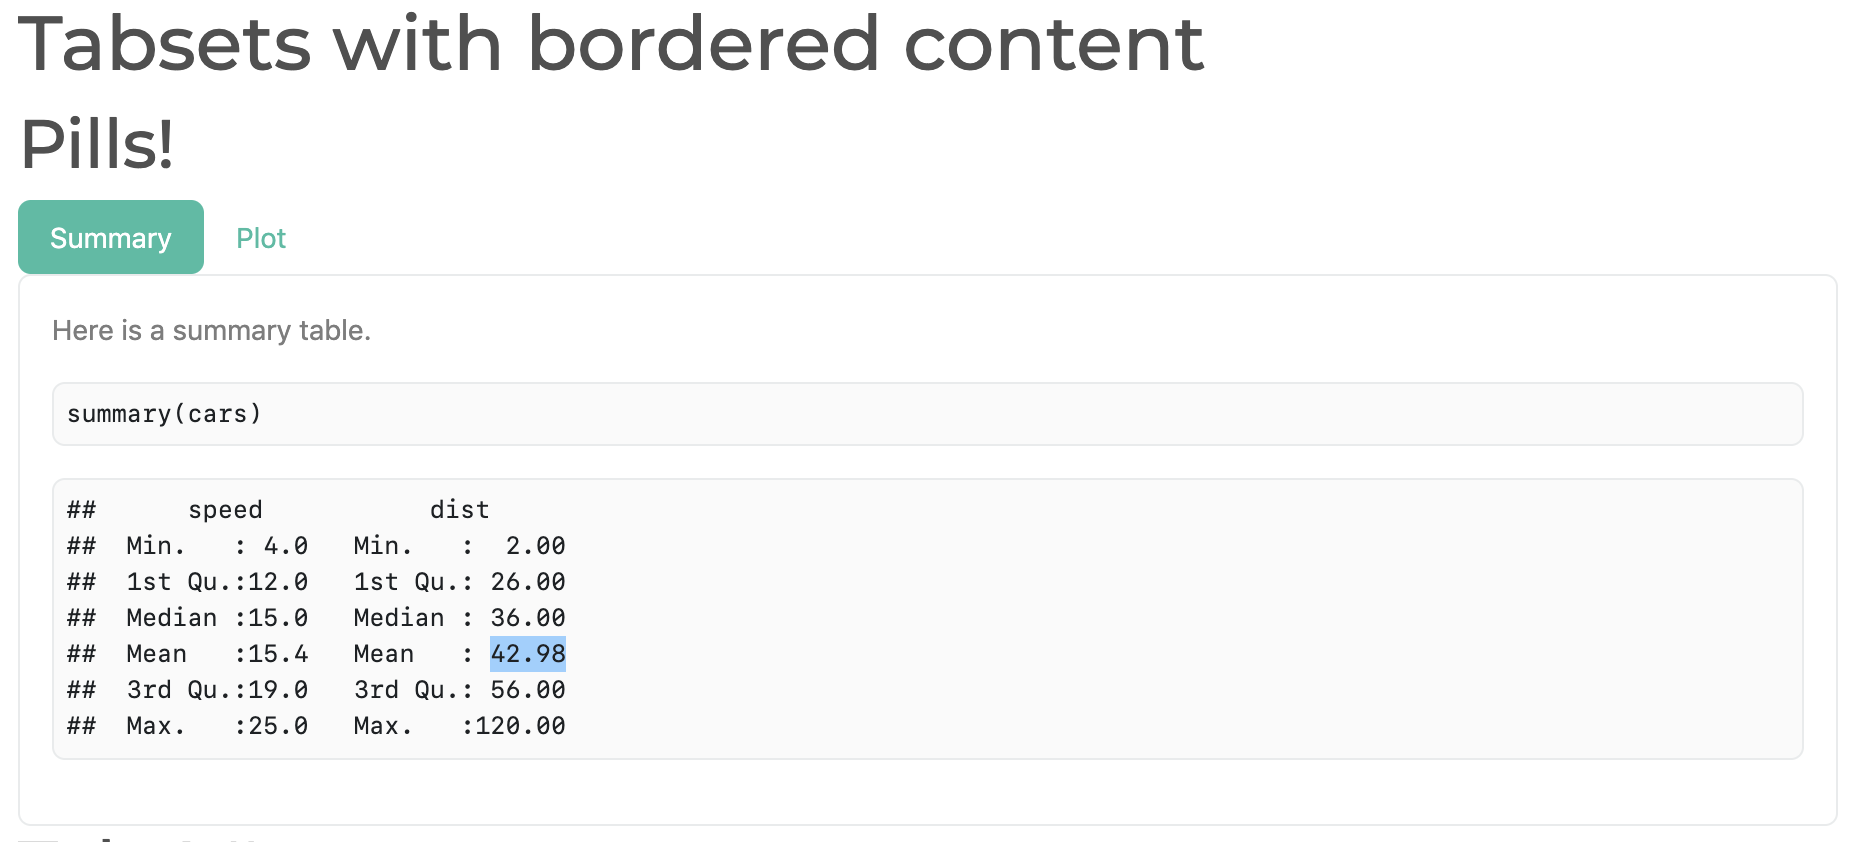 Tabsets with bordered content
Pills!
Summary Plot
Here is a summary table.
summary(cars)
##      speed           dist
##  Min.   : 4.0   Min.   :  2.00
##  1st Qu.:12.0   1st Qu.: 26.00
##  Median :15.0   Median : 36.00
##  Mean   :15.4   Mean   : 42.98
##  3rd Qu.:19.0   3rd Qu.: 56.00
##  Max.   :25.0   Max.   :120.00